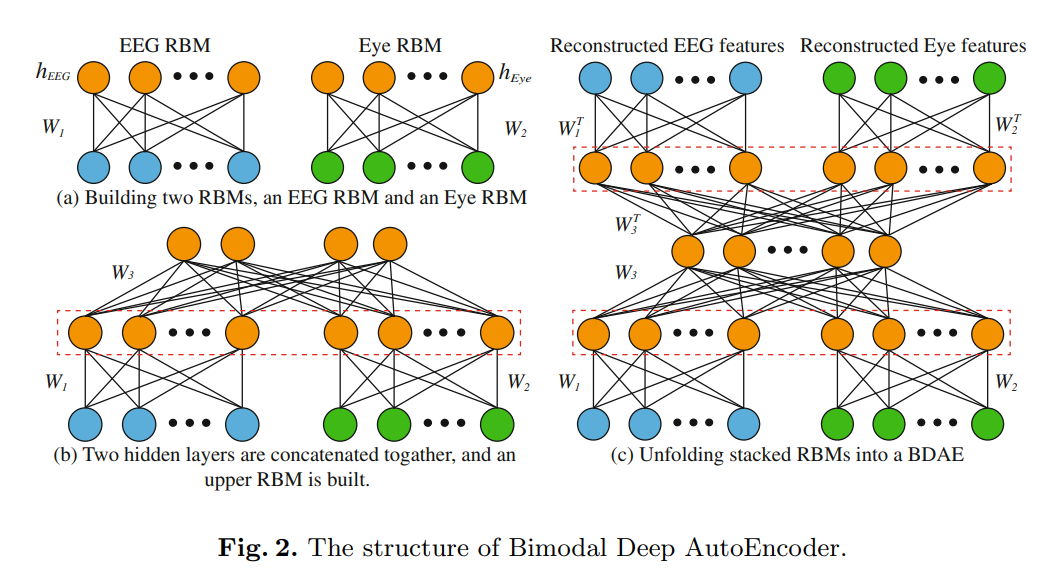 EEG RBM
Eye RBM
h_EEG
h_Eye
W_1
W_2
(a) Building two RBMs, an EEG RBM and an Eye RBM
W_3
W_1
W_2
(b) Two hidden layers are concatenated togather, and an
upper RBM is built.
Reconstructed EEG features
Reconstructed Eye features
W_1^T
W_2^T
W_3^T
W_3
W_1
W_2
(c) Unfolding stacked RBMs into a BDAE
Fig. 2. The structure of Bimodal Deep AutoEncoder.